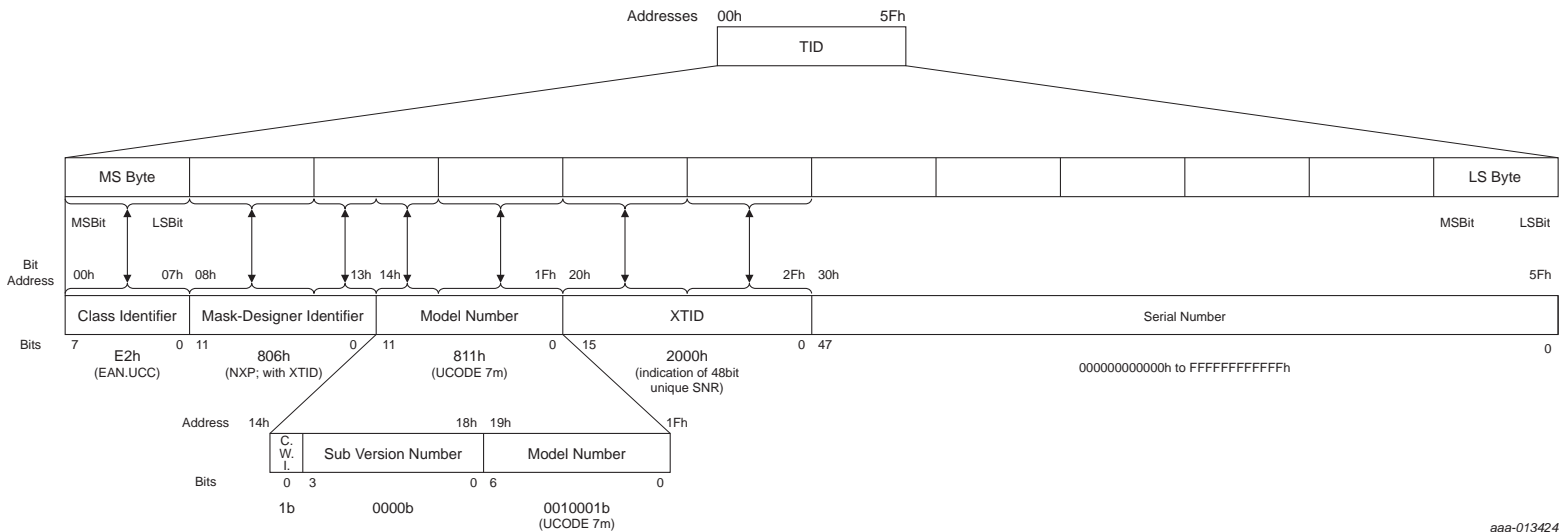 Addresses 00h 5Fh
TID
MS Byte LS Byte
MSBit LSBit MSBit LSBit
Bit
Address
00h 07h 08h 13h 14h 1Fh 20h 2Fh 30h 5Fh
Class Identifier Mask-Designer Identifier Model Number XTID Serial Number
Bits 7 0 11 0 11 0 15 0 47 0
E2h
(EAN.UCC)
806h
(NXP; with XTID)
811h
(UCODE 7m)
2000h
(indication of 48bit
unique SNR)
000000000000h to FFFFFFFFFFFFh
Address 14h 18h 19h 1Fh
C.
W.
I.
Sub Version Number Model Number
Bits 0 3 0 6 0
1b 0000b 0010001b
(UCODE 7m)
aaa-013424